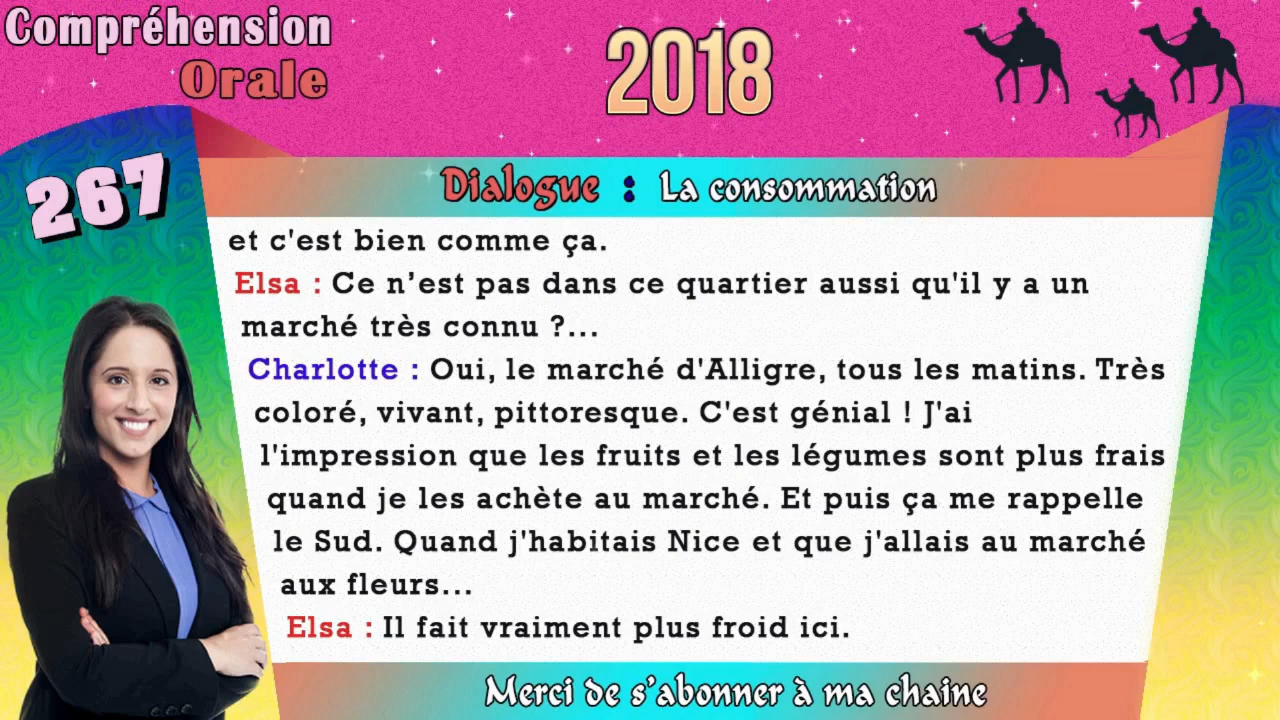 Compréhension
Orale
2018
267
Dialogue : La consommation
et c'est bien comme ça.
Elsa : Ce n’est pas dans ce quartier aussi qu'il y a un
marché très connu ?...
Charlotte : Oui, le marché d'Alligre, tous les matins. Très
coloré, vivant, pittoresque. C'est génial ! J'ai
l'impression que les fruits et les légumes sont plus frais
quand je les achète au marché. Et puis ça me rappelle
le Sud. Quand j'habitais Nice et que j'allais au marché
aux fleurs...
Elsa : Il fait vraiment plus froid ici.
Merci de s'abonner à ma chaine